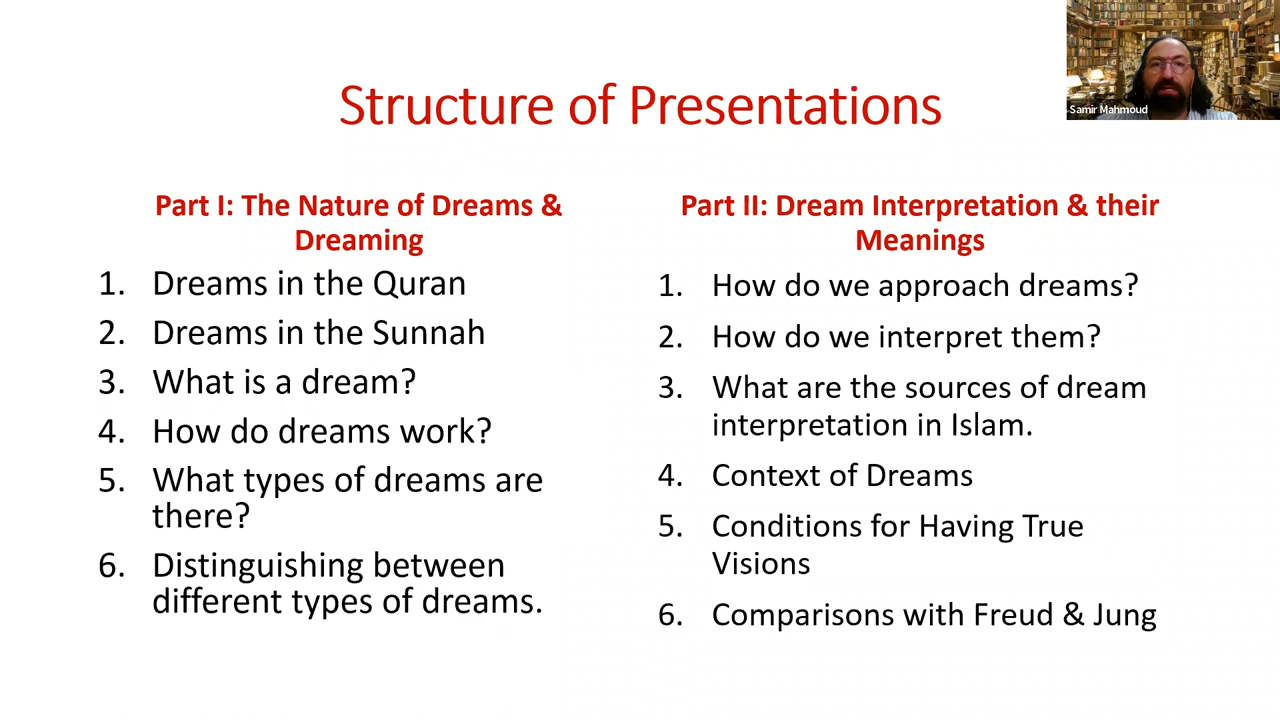 Samir Mahmoud
Structure of Presentations
Part I: The Nature of Dreams &
Dreaming
1. Dreams in the Quran
2. Dreams in the Sunnah
3. What is a dream?
4. How do dreams work?
5. What types of dreams are
there?
6. Distinguishing between
different types of dreams.
Part II: Dream Interpretation & their
Meanings
1. How do we approach dreams?
2. How do we interpret them?
3. What are the sources of dream
interpretation in Islam.
4. Context of Dreams
5. Conditions for Having True
Visions
6. Comparisons with Freud & Jung